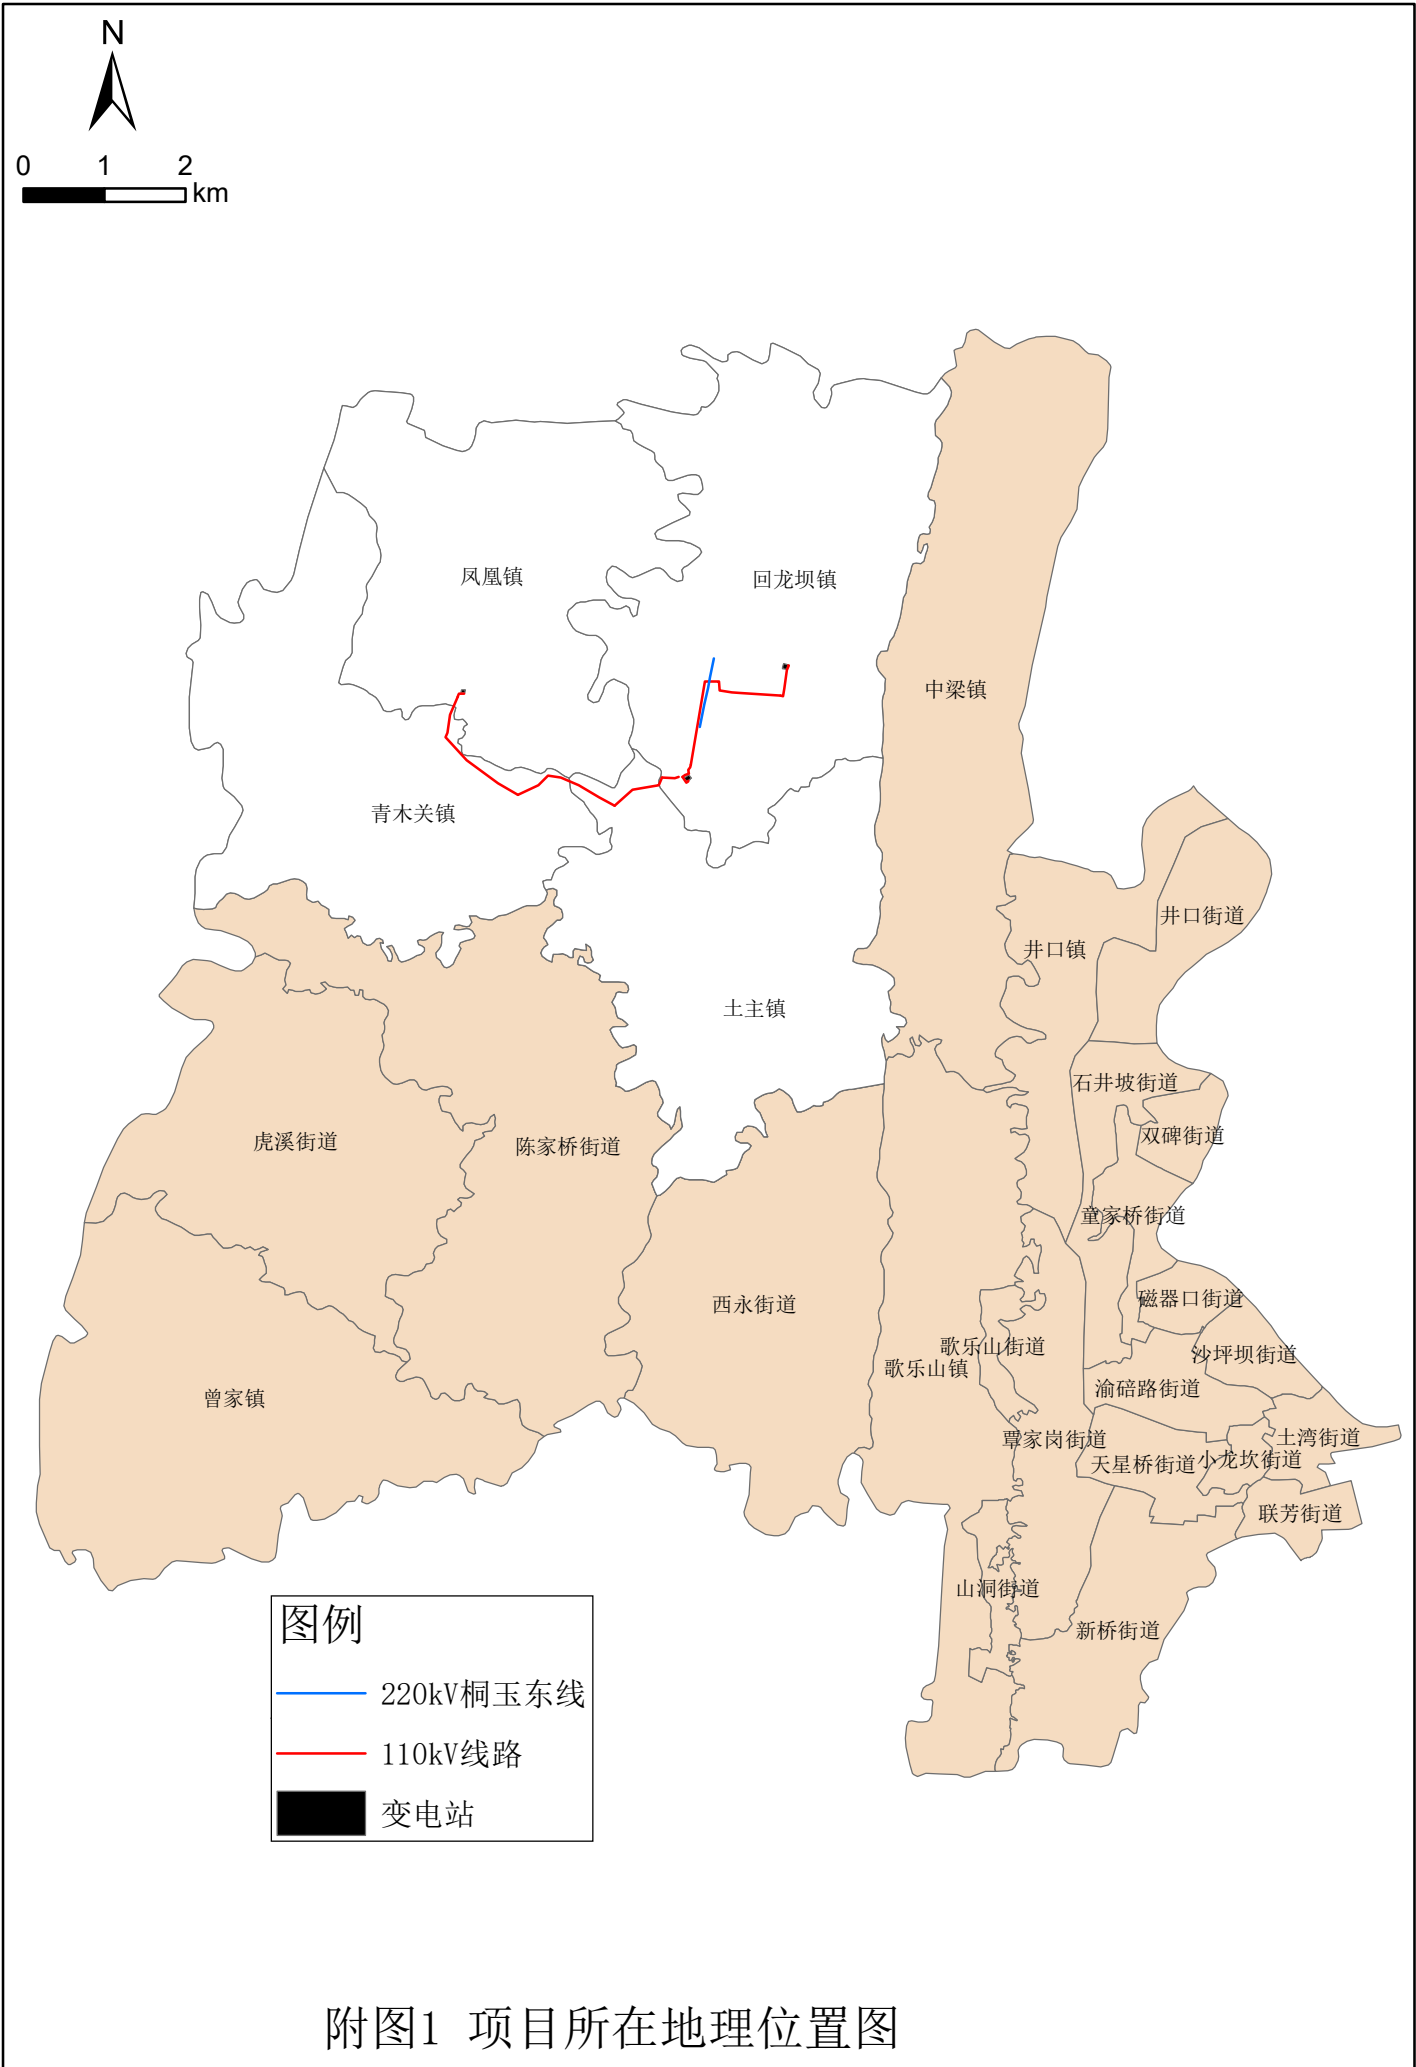 N
0 1 2
km
凤凰镇
回龙坝镇
中梁镇
青木关镇
井口街道
井口镇
土主镇
石井坡街道
双碑街道
虎溪街道
陈家桥街道
童家桥街道
磁器口街道
西永街道
歌乐山街道
沙坪坝街道
歌乐山镇
渝碚路街道
曾家镇
覃家岗街道
土湾街道
天星桥街道
小龙坎街道
联芳街道
山洞街道
新桥街道
图例
220kV桐玉东线
110kV线路
变电站
附图1 项目所在地理位置图